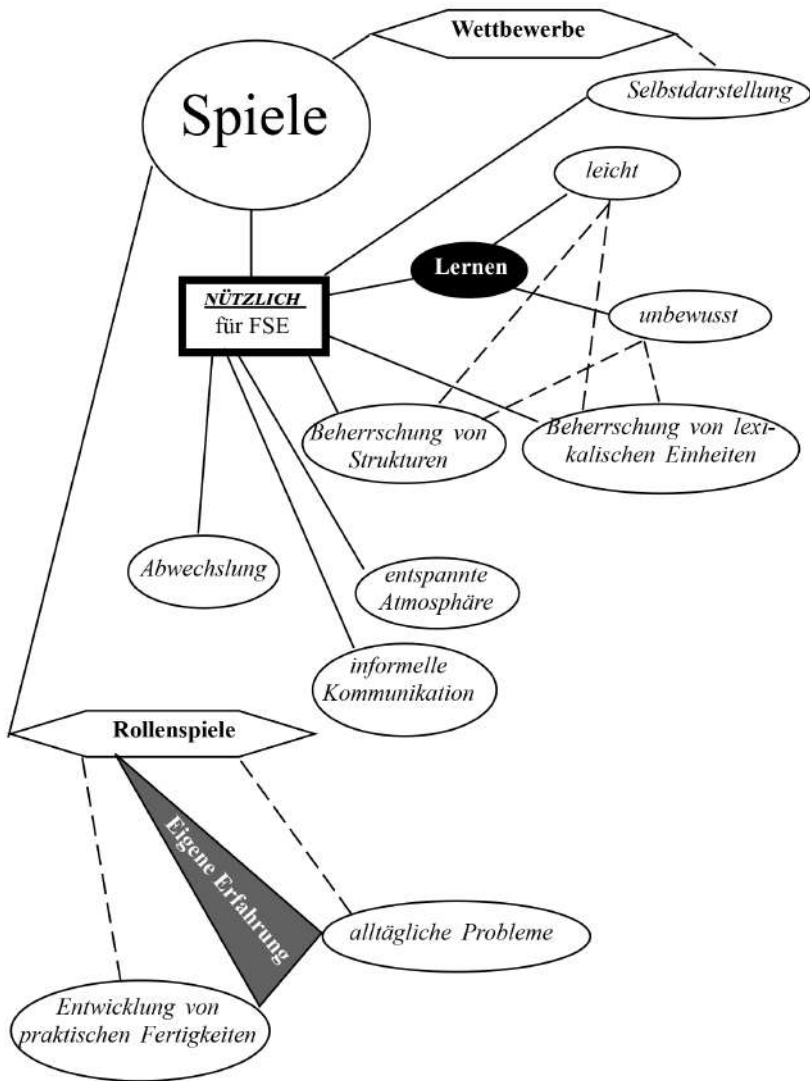 Wettbewerbe
Spiele
Selbstdarstellung
leicht
Lernen
NÜTZLICH
für FSE
unbewusst
Beherrschung von
Strukturen
Beherrschung von lexi-
kalischen Einheiten
Abwechslung
entspannte
Atmosphäre
informelle
Kommunikation
Rollenspiele
Eigene Erfahrung
alltägliche Probleme
Entwicklung von
praktischen Fertigkeiten